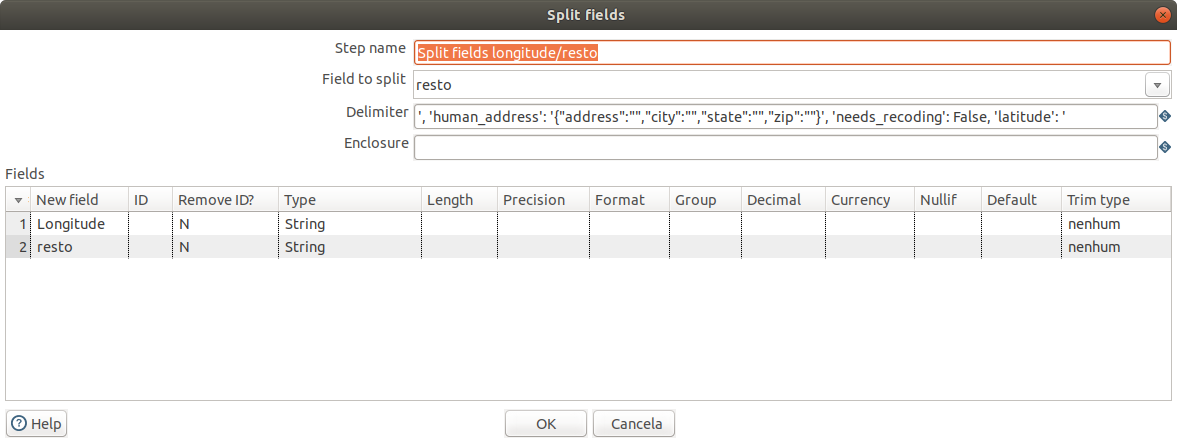 Split fields
Step name Split fields longitude/resto
Field to split resto
Delimiter ', 'human_address': '{"address":"","city":"","state":"","zip":""}', 'needs_recoding': False, 'latitude': '
Enclosure
Fields
New field ID Remove ID? Type Length Precision Format Group Decimal Currency Nullif Default Trim type
1 Longitude N String nenhum
2 resto N String nenhum
Help OK Cancela